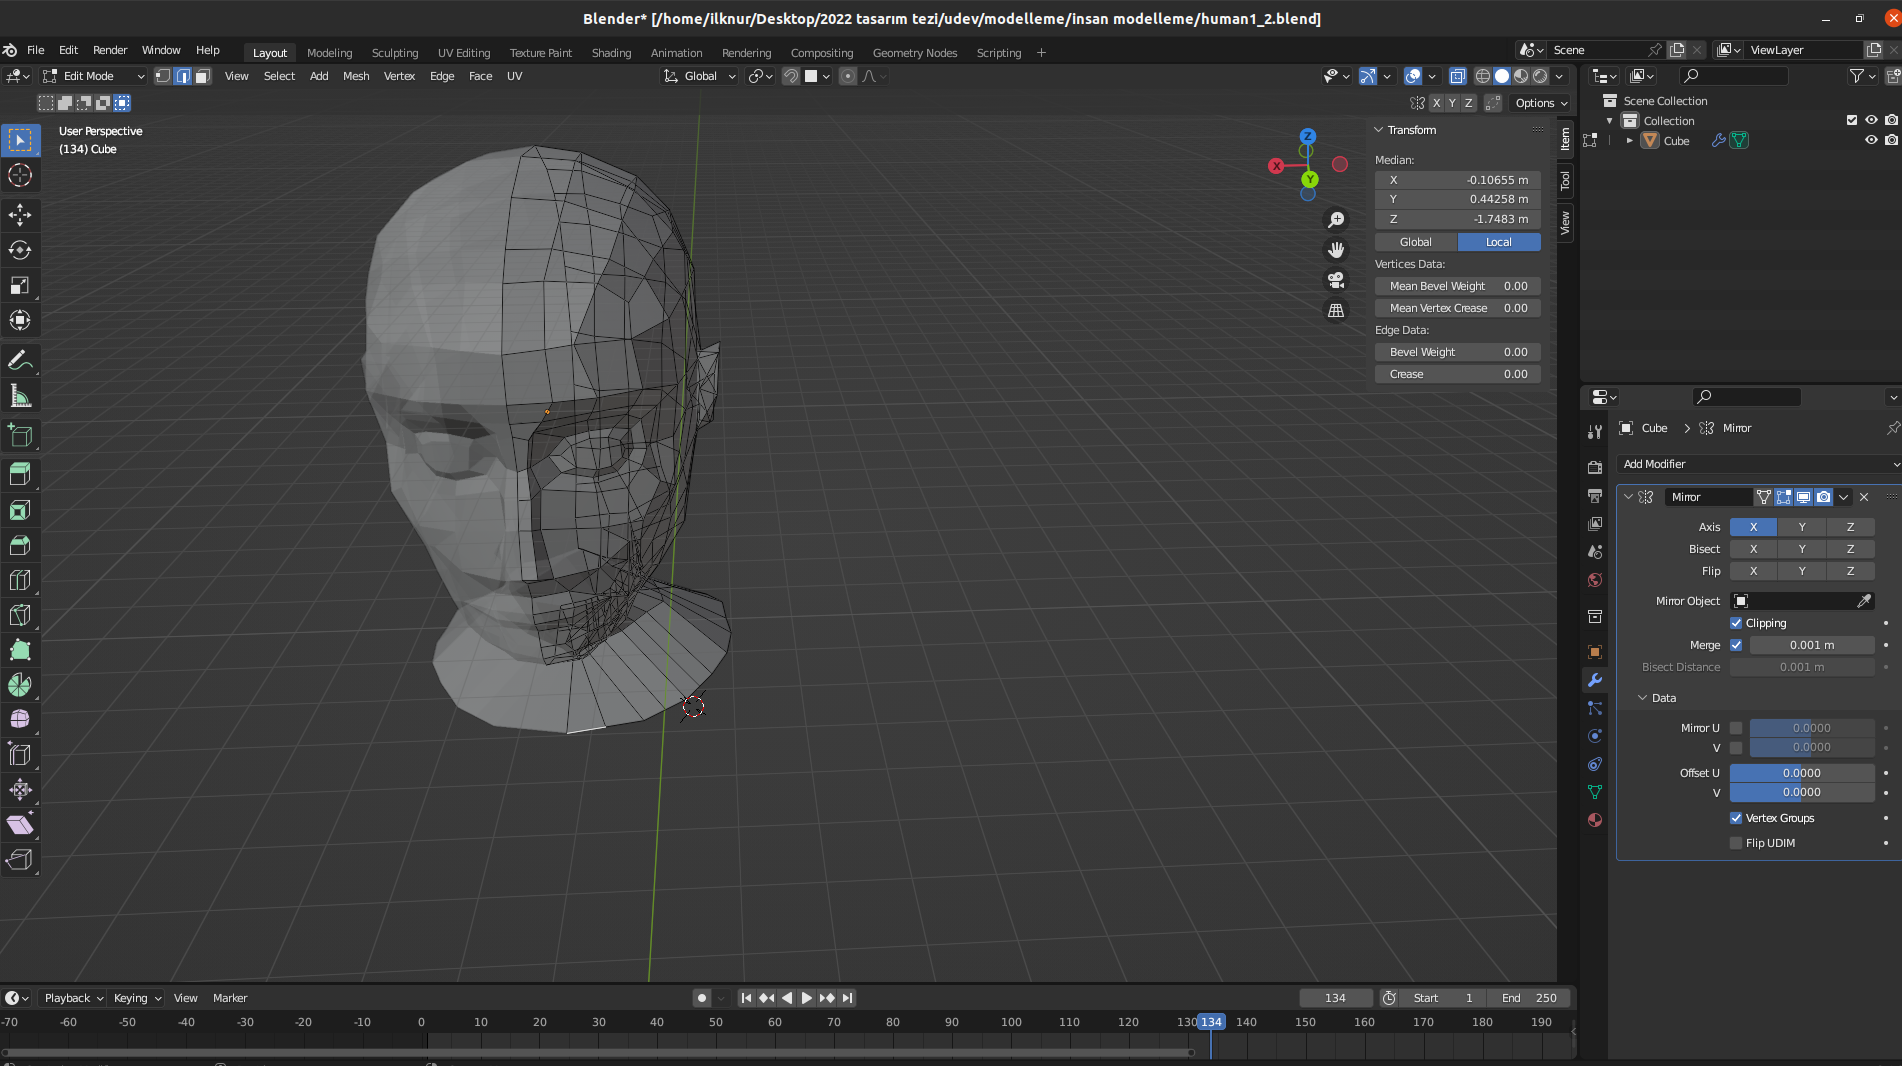 Blender* [/home/ilknur/Desktop/2022 tasarım tezi/udev/modelleme/insan modelleme/human1_2.blend]
File Edit Render Window Help Layout Modeling Sculpting UV Editing Texture Paint Shading Animation Rendering Compositing Geometry Nodes Scripting + Scene ViewLayer
Edit Mode View Select Add Mesh Vertex Edge Face UV Global
X Y Z Options
User Perspective
(134) Cube
Z
X
Y
Transform
Median:
X -0.10655 m
Y 0.44258 m
Z -1.7483 m
Global Local
Vertices Data:
Mean Bevel Weight 0.00
Mean Vertex Crease 0.00
Edge Data:
Bevel Weight 0.00
Crease 0.00
Item
Tool
View
Scene Collection
Collection
Cube
Cube > Mirror
Add Modifier
Mirror
Axis X Y Z
Bisect X Y Z
Flip X Y Z
Mirror Object
Clipping
Merge 0.001 m
Bisect Distance 0.001 m
Data
Mirror U 0.0000
V 0.0000
Offset U 0.0000
V 0.0000
Vertex Groups
Flip UDIM
Playback Keying View Marker 134 Start 1 End 250
-70 -60 -50 -40 -30 -20 -10 0 10 20 30 40 50 60 70 80 90 100 110 120 130 134 140 150 160 170 180 190